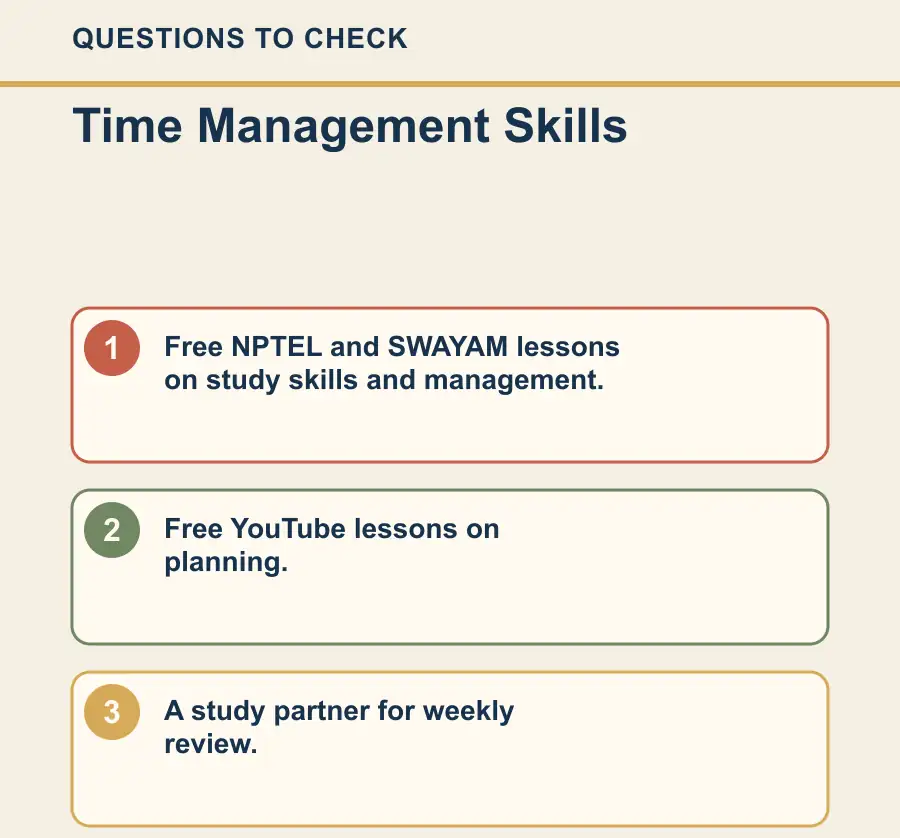 QUESTIONS TO CHECK
Time Management Skills
1
Free NPTEL and SWAYAM lessons
on study skills and management.
2
Free YouTube lessons on
planning.
3
A study partner for weekly
review.